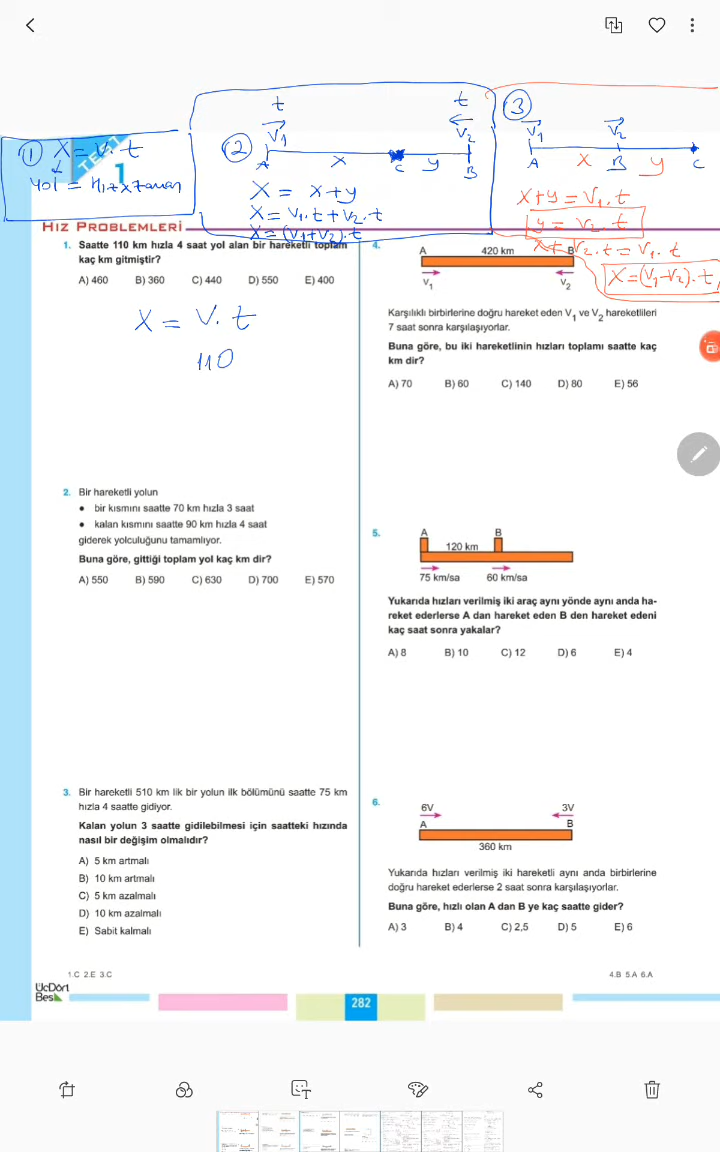 ① X = V. t
yol = Hız x zaman
TEST
1
②
t
t
V1
V2
A
x
C
y
B
X = x+y
X = V1.t + V2.t
X = (V1+V2).t
③
V1
V2
A
x
B
y
C
x+y = V1.t
y = V2.t
x + V2.t = V1.t
X = (V1-V2).t
HIZ PROBLEMLERİ
1. Saatte 110 km hızla 4 saat yol alan bir hareketli toplam
kaç km gitmiştir?
A) 460 B) 360 C) 440 D) 550 E) 400
X = V. t
110
2. Bir hareketli yolun
• bir kısmını saatte 70 km hızla 3 saat
• kalan kısmını saatte 90 km hızla 4 saat
giderek yolculuğunu tamamlıyor.
Buna göre, gittiği toplam yol kaç km dir?
A) 550 B) 590 C) 630 D) 700 E) 570
3. Bir hareketli 510 km lik bir yolun ilk bölümünü saatte 75 km
hızla 4 saatte gidiyor.
Kalan yolun 3 saatte gidilebilmesi için saatteki hızında
nasıl bir değişim olmalıdır?
A) 5 km artmalı
B) 10 km artmalı
C) 5 km azalmalı
D) 10 km azalmalı
E) Sabit kalmalı
4.
A 420 km B
V1 V2
Karşılıklı birbirlerine doğru hareket eden V1 ve V2 hareketlileri
7 saat sonra karşılaşıyorlar.
Buna göre, bu iki hareketlinin hızları toplamı saatte kaç
km dir?
A) 70 B) 60 C) 140 D) 80 E) 56
5.
A B
120 km
75 km/sa 60 km/sa
Yukarıda hızları verilmiş iki araç aynı yönde aynı anda ha-
reket ederlerse A dan hareket eden B den hareket edeni
kaç saat sonra yakalar?
A) 8 B) 10 C) 12 D) 6 E) 4
6.
6V 3V
A B
360 km
Yukarıda hızları verilmiş iki hareketli aynı anda birbirlerine
doğru hareket ederlerse 2 saat sonra karşılaşıyorlar.
Buna göre, hızlı olan A dan B ye kaç saatte gider?
A) 3 B) 4 C) 2,5 D) 5 E) 6
1.C 2.E 3.C
4.B 5.A 6.A
ÜçDört
Beş
282